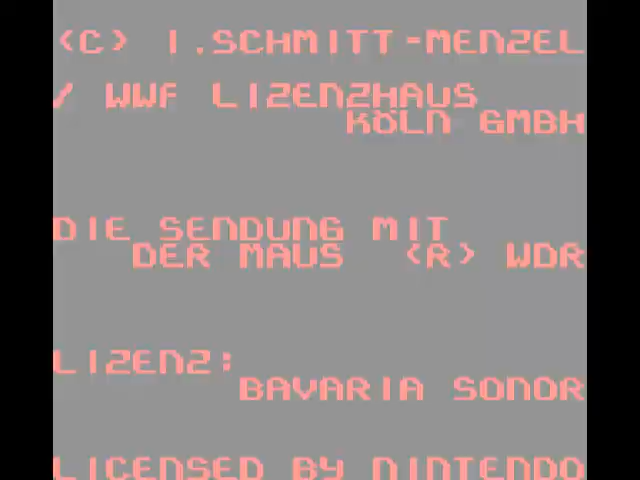 (C) I.SCHMITT-MENZEL
/ WWF LIZENZHAUS
KÖLN GMBH
DIE SENDUNG MIT
DER MAUS (R) WDR
LIZENZ:
BAVARIA SONOR
LICENSED BY NINTENDO